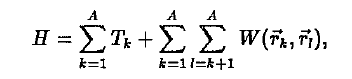 $H = \sum_{k=1}^{A} T_k + \sum_{k=1}^{A} \sum_{l=k+1}^{A} W(\vec{r}_k, \vec{r}_l),$